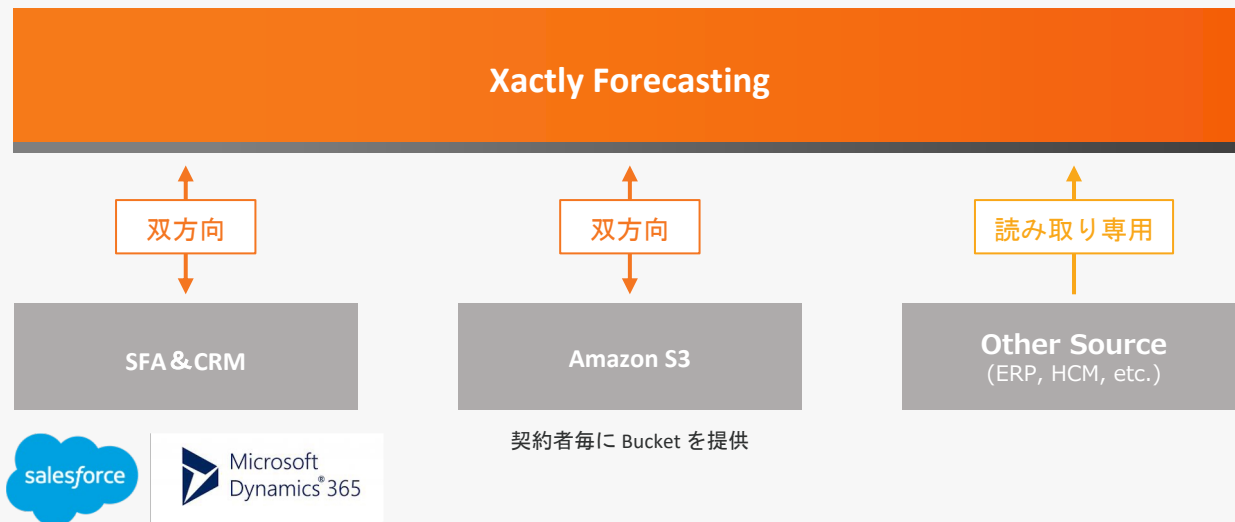 Xactly Forecasting
双方向
双方向
読み取り専用
SFA＆CRM
Amazon S3
Other Source
(ERP, HCM, etc.)
契約者毎に Bucket を提供
salesforce
Microsoft
Dynamics® 365